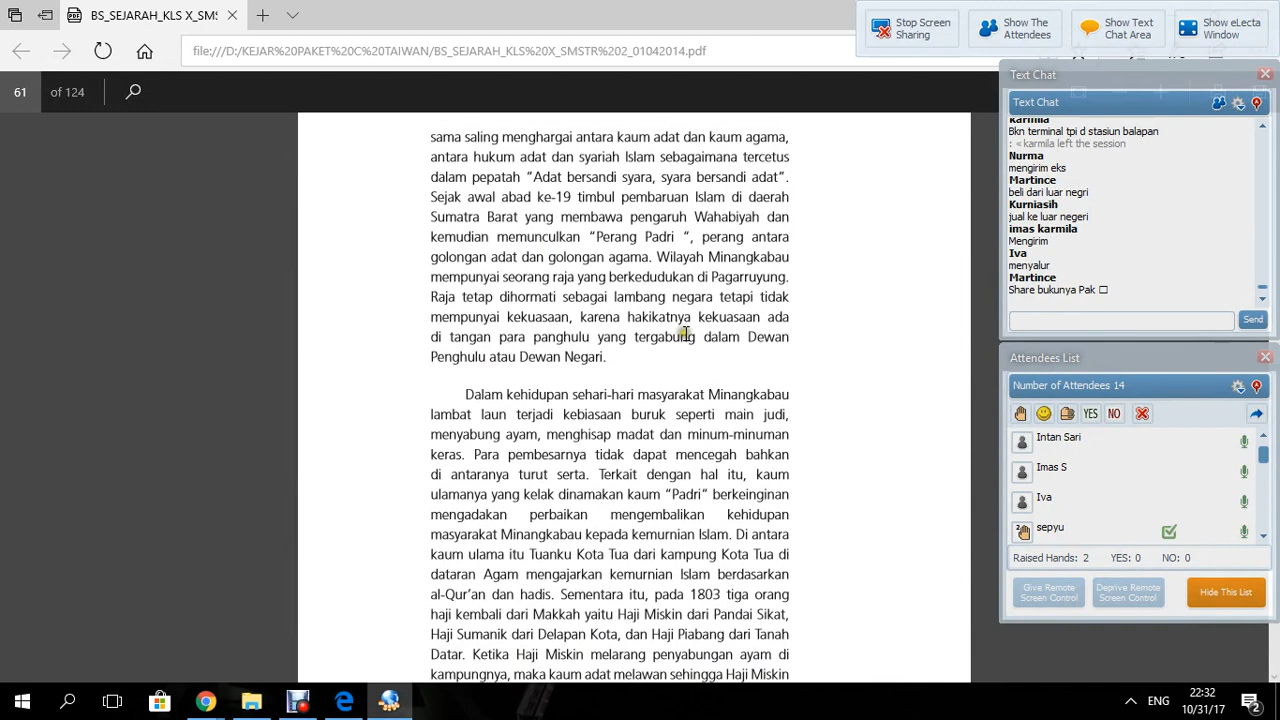 BS_SEJARAH_KLS X_SMS
file:///D:/KEJAR%20PAKET%20C%20TAIWAN/BS_SEJARAH_KLS%20X_SMSTR%202_01042014.pdf
Stop Screen
Sharing
Show The
Attendees
Show Text
Chat Area
Show eLecta
Window
61
of 124
sama saling menghargai antara kaum adat dan kaum agama,
antara hukum adat dan syariah Islam sebagaimana tercetus
dalam pepatah “Adat bersandi syara, syara bersandi adat”.
Sejak awal abad ke-19 timbul pembaruan Islam di daerah
Sumatra Barat yang membawa pengaruh Wahabiyah dan
kemudian memunculkan “Perang Padri “, perang antara
golongan adat dan golongan agama. Wilayah Minangkabau
mempunyai seorang raja yang berkedudukan di Pagarruyung.
Raja tetap dihormati sebagai lambang negara tetapi tidak
mempunyai kekuasaan, karena hakikatnya kekuasaan ada
di tangan para panghulu yang tergabung dalam Dewan
Penghulu atau Dewan Negari.
Dalam kehidupan sehari-hari masyarakat Minangkabau
lambat laun terjadi kebiasaan buruk seperti main judi,
menyabung ayam, menghisap madat dan minum-minuman
keras. Para pembesarnya tidak dapat mencegah bahkan
di antaranya turut serta. Terkait dengan hal itu, kaum
ulamanya yang kelak dinamakan kaum “Padri“ berkeinginan
mengadakan perbaikan mengembalikan kehidupan
masyarakat Minangkabau kepada kemurnian Islam. Di antara
kaum ulama itu Tuanku Kota Tua dari kampung Kota Tua di
dataran Agam mengajarkan kemurnian Islam berdasarkan
al-Qur’an dan hadis. Sementara itu, pada 1803 tiga orang
haji kembali dari Makkah yaitu Haji Miskin dari Pandai Sikat,
Haji Sumanik dari Delapan Kota, dan Haji Piabang dari Tanah
Datar. Ketika Haji Miskin melarang penyabungan ayam di
kampungnya, maka kaum adat melawan sehingga Haji Miskin
Text Chat
Text Chat
karmila
Bkn terminal tpi d stasiun balapan
: « karmila left the session
Nurma
mengirim eks
Martince
beli dari luar negri
Kurniasih
jual ke luar negeri
imas karmila
Mengirim
Iva
menyalur
Martince
Share bukunya Pak □
Send
Attendees List
Number of Attendees 14
YES
NO
Intan Sari
Imas S
Iva
2
sepyu
Raised Hands: 2 YES: 0 NO: 0
Give Remote
Screen Control
Deprive Remote
Screen Control
Hide This List
ENG
22:32
10/31/17
2